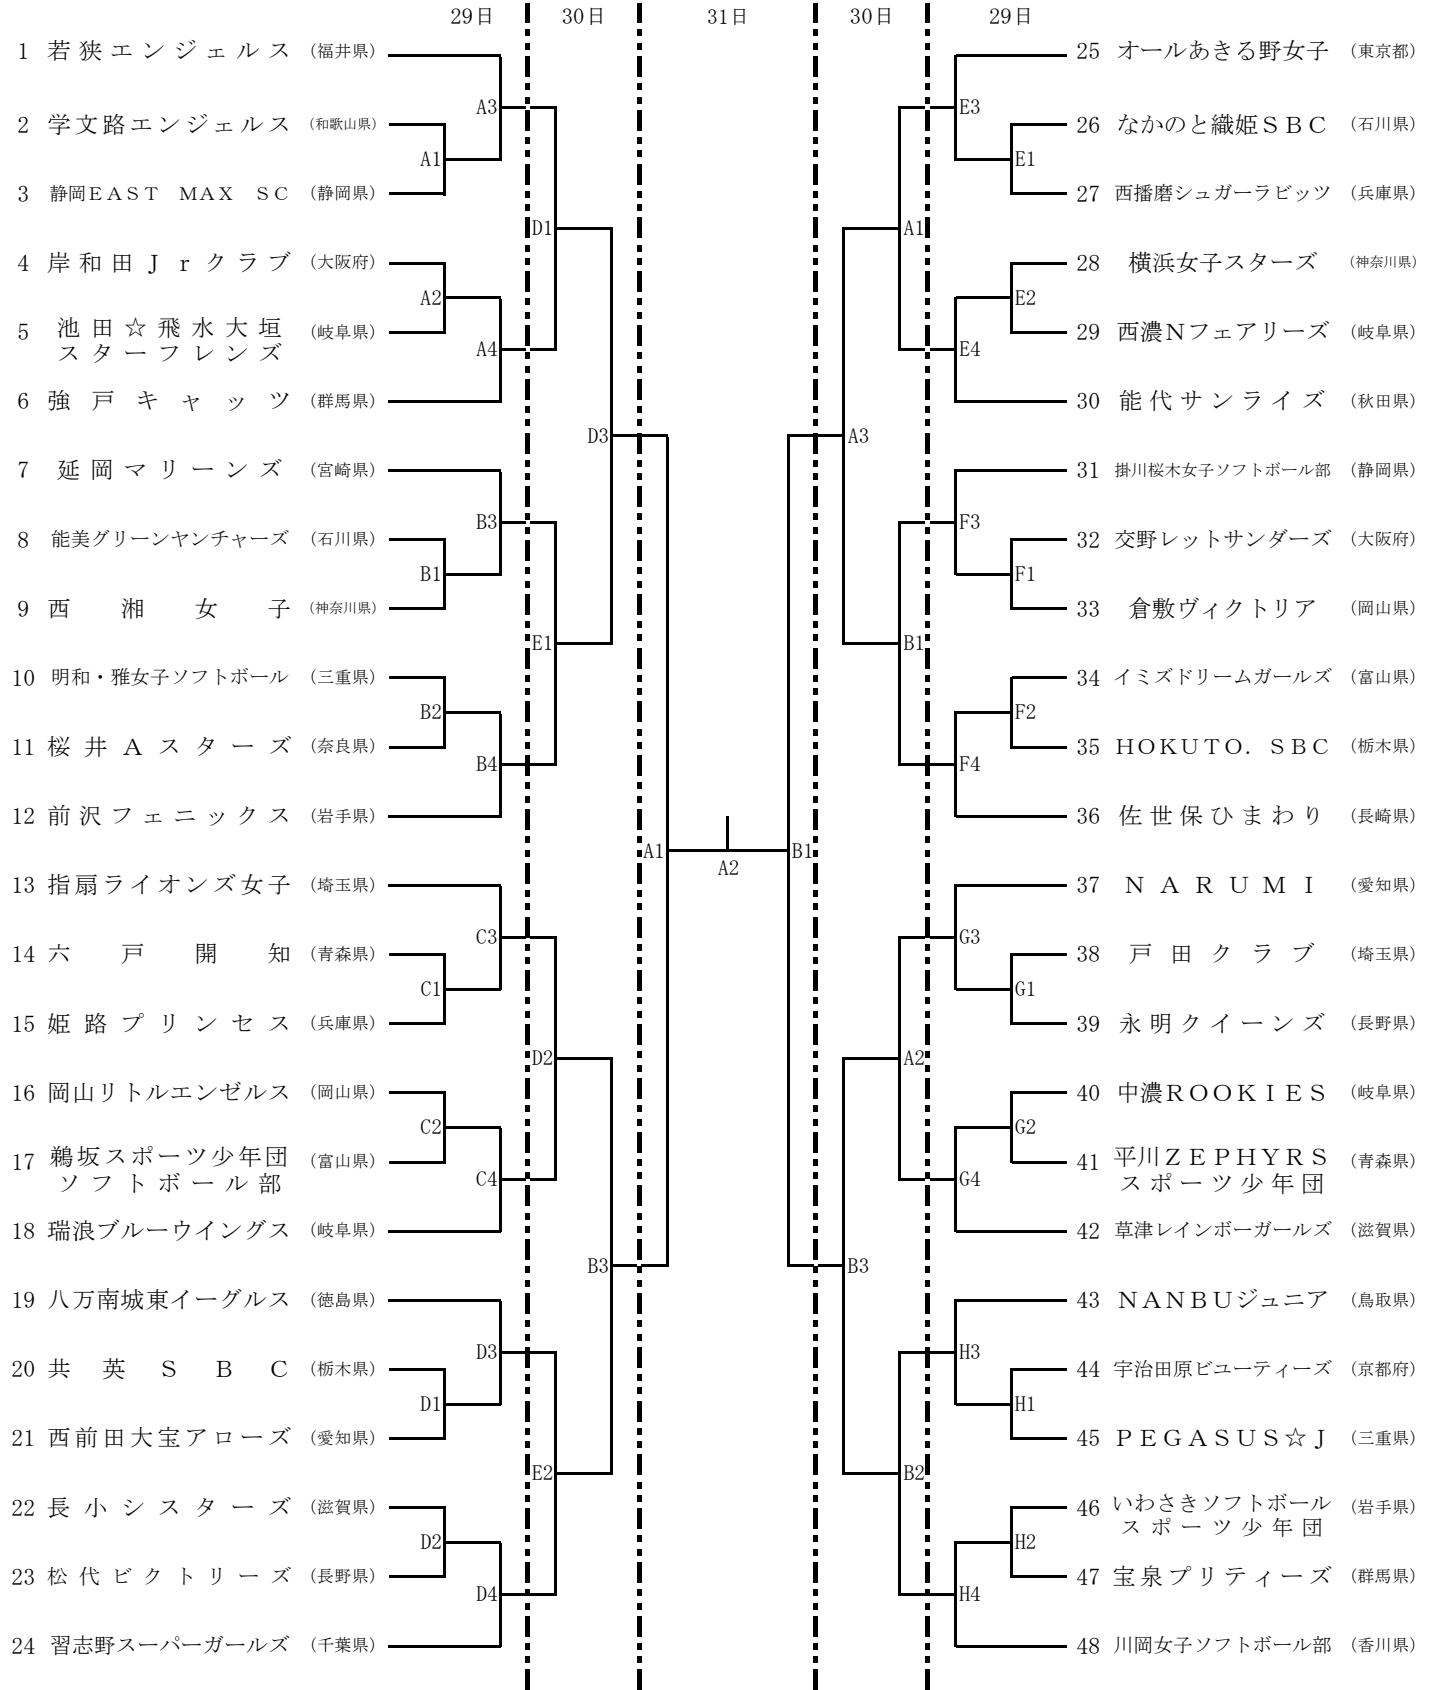 29日 30日 31日 30日 29日
1 若狭エンジェルス （福井県）
2 学文路エンジェルス （和歌山県）
3 静岡EAST MAX SC （静岡県）
4 岸和田Jrクラブ （大阪府）
5 池田☆飛水大垣 （岐阜県）
スターフレンズ
6 強戸キャッツ （群馬県）
7 延岡マリーンズ （宮崎県）
8 能美グリーンヤンチャーズ （石川県）
9 西湘女子 （神奈川県）
10 明和・雅女子ソフトボール （三重県）
11 桜井Aスターズ （奈良県）
12 前沢フェニックス （岩手県）
13 指扇ライオンズ女子 （埼玉県）
14 六戸開知 （青森県）
15 姫路プリンセス （兵庫県）
16 岡山リトルエンゼルス （岡山県）
17 鵜坂スポーツ少年団 （富山県）
ソフトボール部
18 瑞浪ブルーウイングス （岐阜県）
19 八万南城東イーグルス （徳島県）
20 共英SBC （栃木県）
21 西前田大宝アローズ （愛知県）
22 長小シスターズ （滋賀県）
23 松代ビクトリーズ （長野県）
24 習志野スーパーガールズ （千葉県）
A3
A1
A2
A4
B3
B1
B2
B4
C3
C1
C2
C4
D3
D1
D2
D4
D1
E1
D2
E2
D3
B3
A1
A2
B1
A3
B3
A1
B1
A2
B2
E3
E1
E2
E4
F3
F1
F2
F4
G3
G1
G2
G4
H3
H1
H2
H4
25 オールあきる野女子 （東京都）
26 なかのと織姫SBC （石川県）
27 西播磨シュガーラビッツ （兵庫県）
28 横浜女子スターズ （神奈川県）
29 西濃Nフェアリーズ （岐阜県）
30 能代サンライズ （秋田県）
31 掛川桜木女子ソフトボール部 （静岡県）
32 交野レットサンダーズ （大阪府）
33 倉敷ヴィクトリア （岡山県）
34 イミズドリームガールズ （富山県）
35 HOKUTO．SBC （栃木県）
36 佐世保ひまわり （長崎県）
37 NARUMI （愛知県）
38 戸田クラブ （埼玉県）
39 永明クイーンズ （長野県）
40 中濃ROOKIES （岐阜県）
41 平川ZEPHYRS （青森県）
スポーツ少年団
42 草津レインボーガールズ （滋賀県）
43 NANBUジュニア （鳥取県）
44 宇治田原ビユーティーズ （京都府）
45 PEGASUS☆J （三重県）
46 いわさきソフトボール （岩手県）
スポーツ少年団
47 宝泉プリティーズ （群馬県）
48 川岡女子ソフトボール部 （香川県）